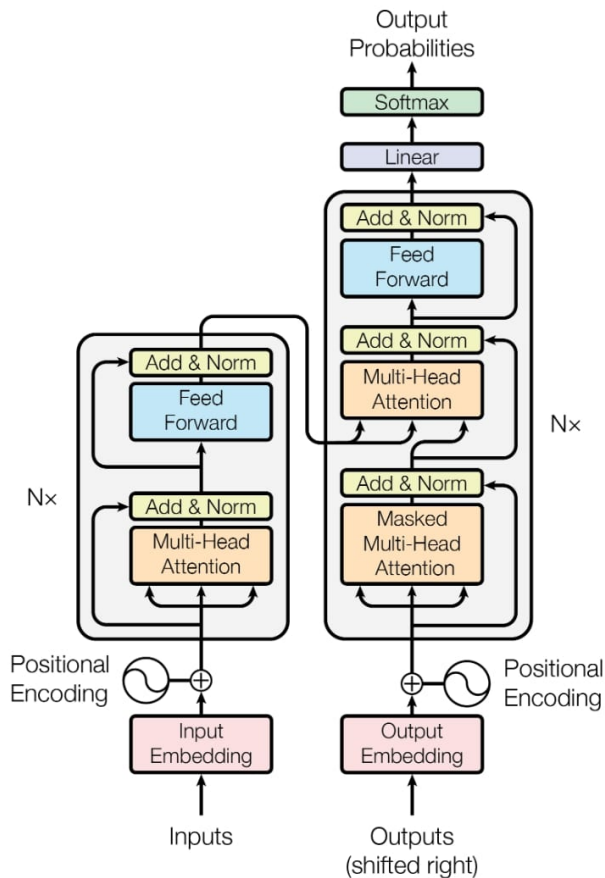 Output
Probabilities
Softmax
Linear
Add & Norm
Feed
Forward
Add & Norm
Multi-Head
Attention
Add & Norm
Masked
Multi-Head
Attention
Nx
Add & Norm
Feed
Forward
Add & Norm
Multi-Head
Attention
Nx
Positional
Encoding
Input
Embedding
Inputs
Positional
Encoding
Output
Embedding
Outputs
(shifted right)